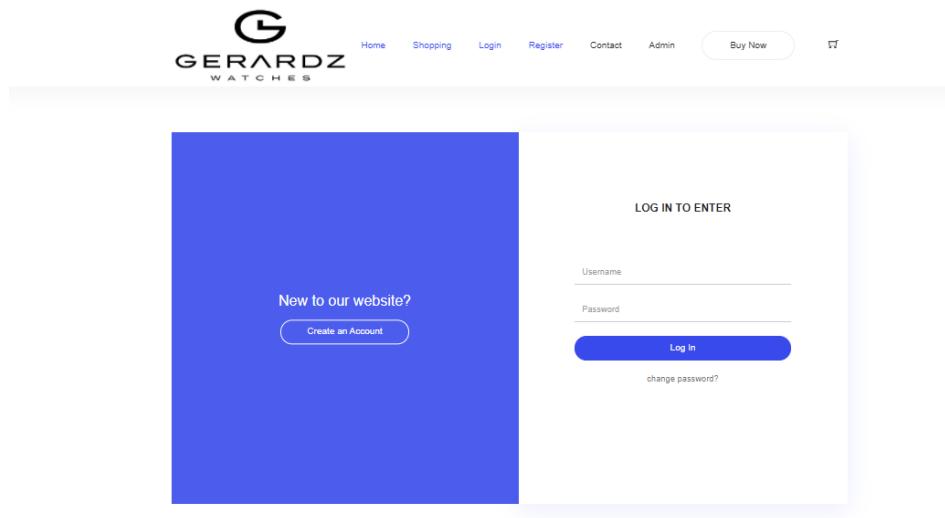 GERARDZ
WATCHES
Home Shopping Login Register Contact Admin Buy Now
LOG IN TO ENTER
New to our website?
Create an Account
Username
Password
Log In
change password?